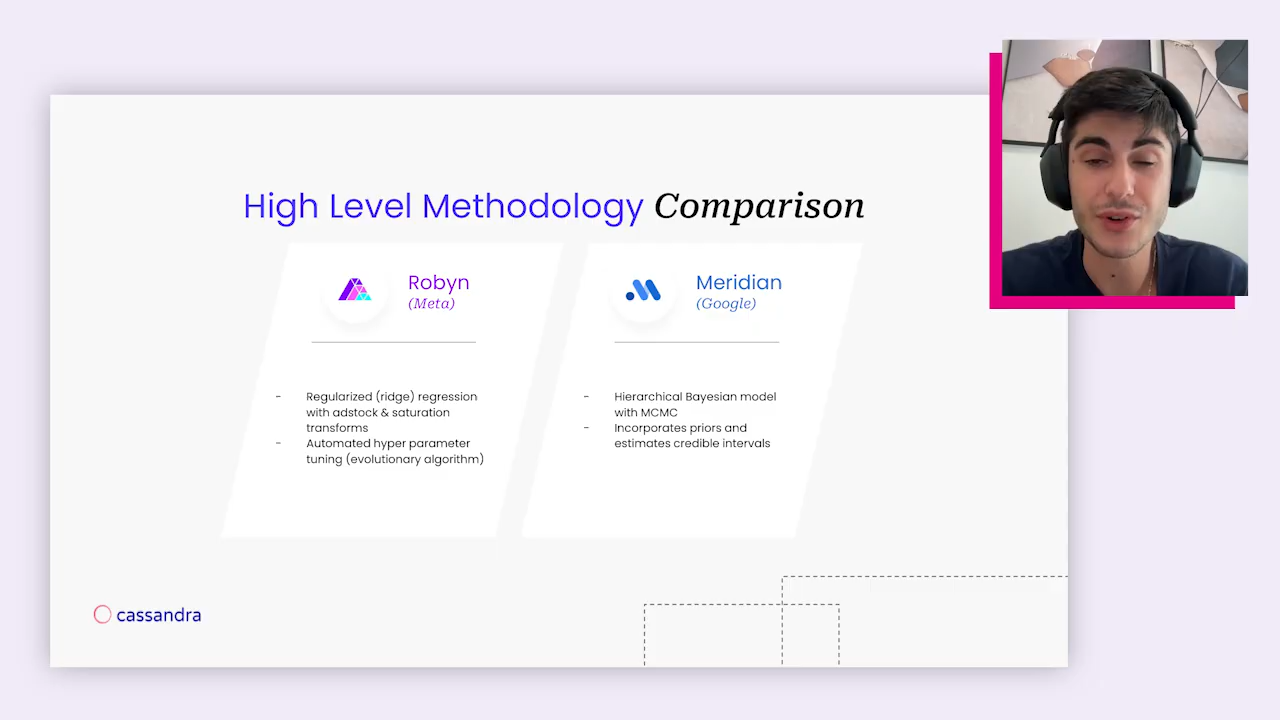 High Level Methodology Comparison
Robyn
(Meta)
- Regularized (ridge) regression
with adstock & saturation
transforms
- Automated hyper parameter
tuning (evolutionary algorithm)
Meridian
(Google)
- Hierarchical Bayesian model
with MCMC
- Incorporates priors and
estimates credible intervals
cassandra